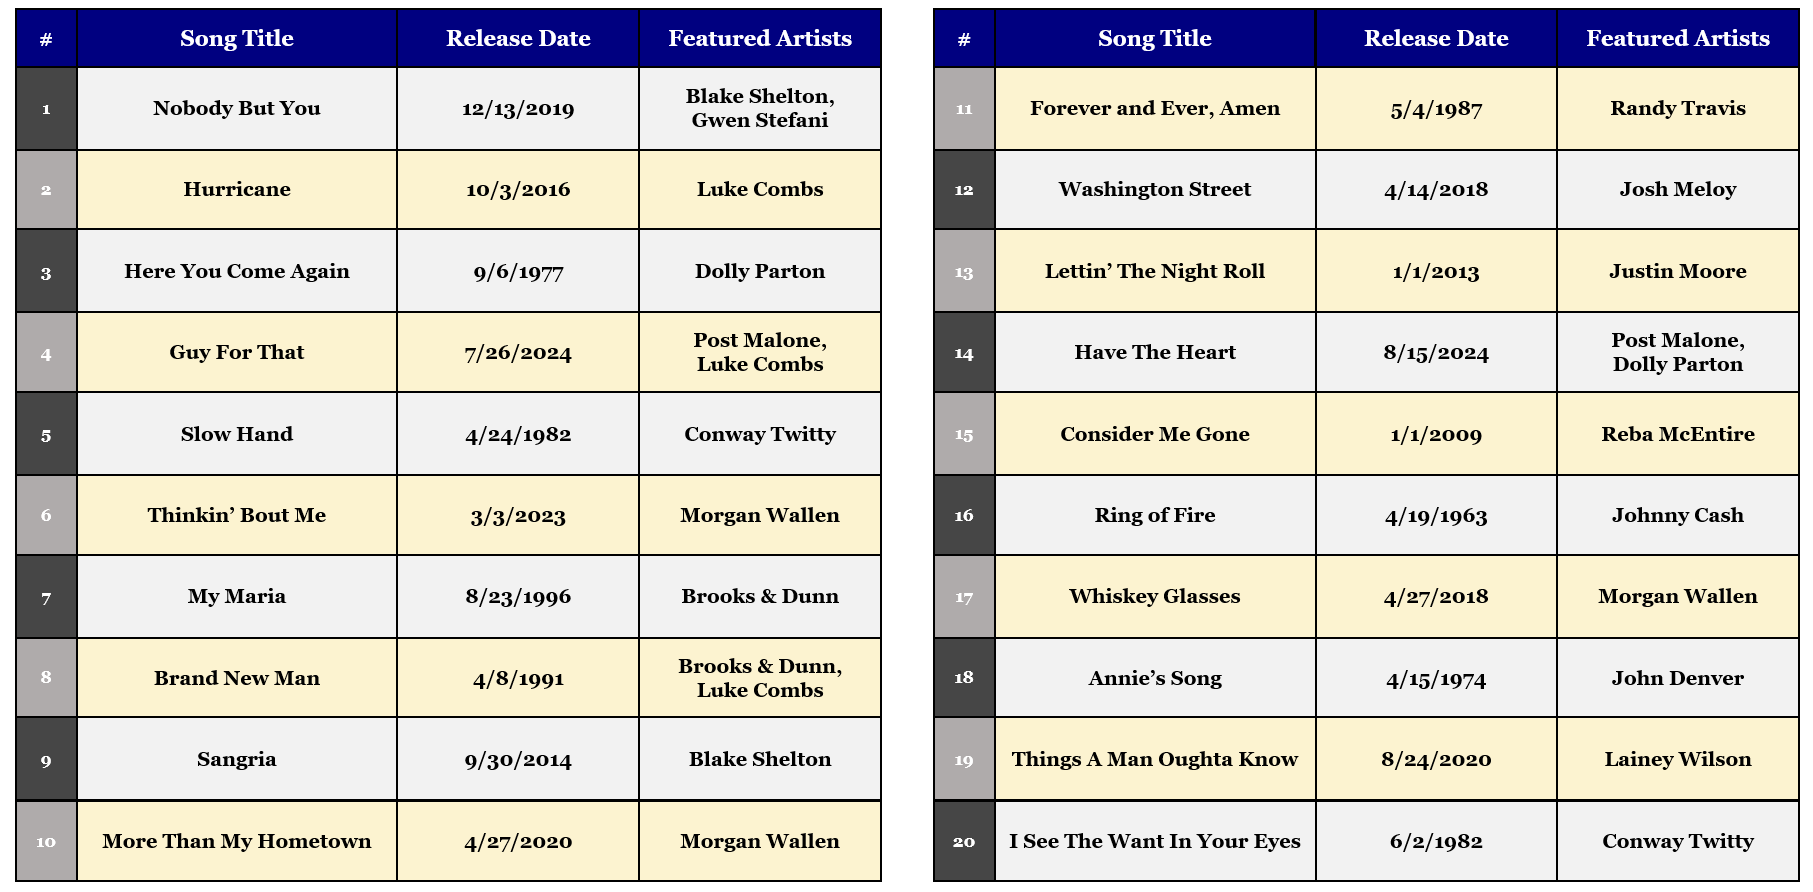 # Song Title Release Date Featured Artists
1 Nobody But You 12/13/2019 Blake Shelton,
Gwen Stefani
2 Hurricane 10/3/2016 Luke Combs
3 Here You Come Again 9/6/1977 Dolly Parton
4 Guy For That 7/26/2024 Post Malone,
Luke Combs
5 Slow Hand 4/24/1982 Conway Twitty
6 Thinkin’ Bout Me 3/3/2023 Morgan Wallen
7 My Maria 8/23/1996 Brooks & Dunn
8 Brand New Man 4/8/1991 Brooks & Dunn,
Luke Combs
9 Sangria 9/30/2014 Blake Shelton
10 More Than My Hometown 4/27/2020 Morgan Wallen
# Song Title Release Date Featured Artists
11 Forever and Ever, Amen 5/4/1987 Randy Travis
12 Washington Street 4/14/2018 Josh Meloy
13 Lettin’ The Night Roll 1/1/2013 Justin Moore
14 Have The Heart 8/15/2024 Post Malone,
Dolly Parton
15 Consider Me Gone 1/1/2009 Reba McEntire
16 Ring of Fire 4/19/1963 Johnny Cash
17 Whiskey Glasses 4/27/2018 Morgan Wallen
18 Annie’s Song 4/15/1974 John Denver
19 Things A Man Oughta Know 8/24/2020 Lainey Wilson
20 I See The Want In Your Eyes 6/2/1982 Conway Twitty